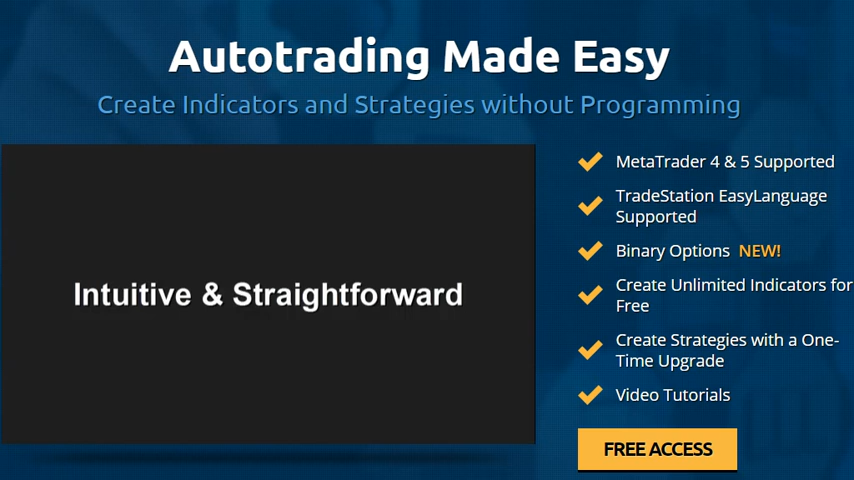 Autotrading Made Easy
Create Indicators and Strategies without Programming
Intuitive & Straightforward
MetaTrader 4 & 5 Supported
TradeStation EasyLanguage
Supported
Binary Options NEW!
Create Unlimited Indicators for
Free
Create Strategies with a One-
Time Upgrade
Video Tutorials
FREE ACCESS